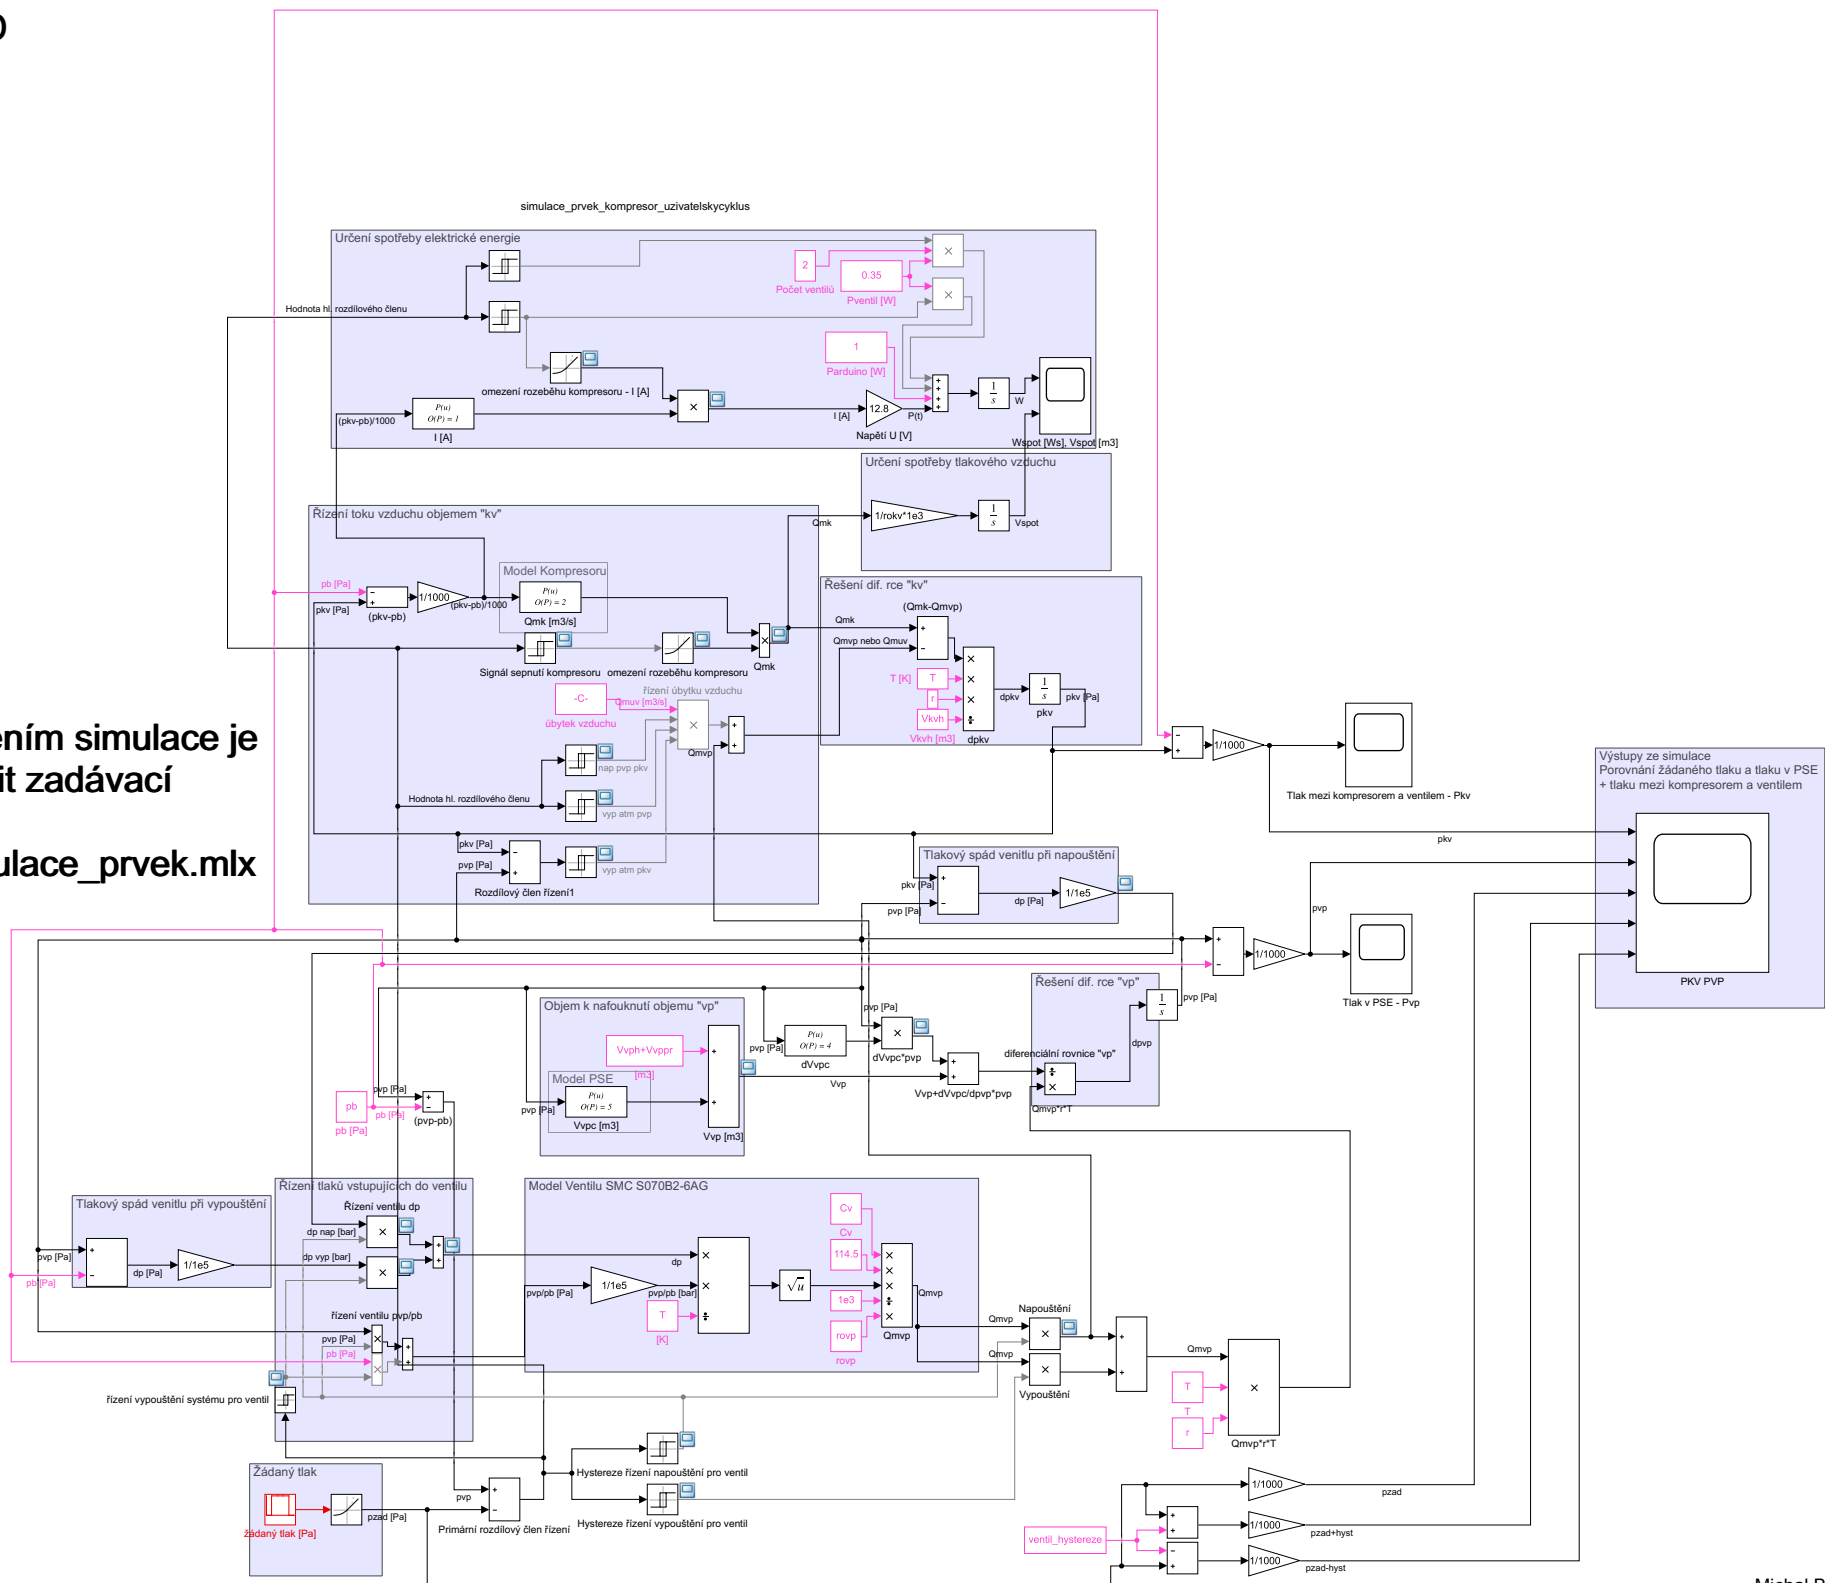 simulace_prvek_kompresor_uzivatelskycyklus
Určení spotřeby elektrické energie
2
Počet ventilů
0.35
Pventil [W]
×
×
Hodnota hl. rozdílového členu
1
Parduino [W]
omezení rozeběhu kompresoru - I [A]
P(u)
O(P) = 1
I [A]
(pkv-pb)/1000
×
I [A]
12.8
Napětí U [V]
P(t)
1
s
W
Wspot [Ws], Vspot [m3]
Určení spotřeby tlakového vzduchu
Qmk
1/rokv*1e3
1
s
Vspot
Řízení toku vzduchu objemem "kv"
pb [Pa]
pkv [Pa]
(pkv-pb)
1/1000
(pkv-pb)/1000
Model Kompresoru
P(u)
O(P) = 2
Qmk [m3/s]
Signál sepnutí kompresoru
omezení rozeběhu kompresoru
×
Qmk
-C-
úbytek vzduchu
Qmuv [m3/s]
řízení úbytku vzduchu
×
Qmvp
nap pvp pkv
Hodnota hl. rozdílového členu
vyp atm pvp
pkv [Pa]
pvp [Pa]
Rozdílový člen řízení1
vyp atm pkv
Řešení dif. rce "kv"
(Qmk-Qmvp)
Qmk
Qmvp nebo Qmuv
T [K]
T
r
Vkvh
Vkvh [m3]
dpkv
dpkv
1
s
pkv
pkv [Pa]
1/1000
Tlak mezi kompresorem a ventilem - Pkv
Výstupy ze simulace
Porovnání žádaného tlaku a tlaku v PSE
+ tlaku mezi kompresorem a ventilem
pkv
pvp
PKV PVP
ením simulace je
it zadávací
ulace_prvek.mlx
Tlakový spád venitlu při napouštění
pkv [Pa]
pvp [Pa]
dp [Pa]
1/1e5
1/1000
Tlak v PSE - Pvp
Řešení dif. rce "vp"
1
s
pvp [Pa]
dpvp
diferenciální rovnice "vp"
Qmvp*r*T
Objem k nafouknutí objemu "vp"
Vvph+Vvppr
[m3]
Model PSE
P(u)
O(P) = 5
Vvpc [m3]
pvp [Pa]
Vvp [m3]
Vvp
pvp [Pa]
P(u)
O(P) = 4
dVvpc
pvp [Pa]
×
dVvpc*pvp
Vvp+dVvpc/dpvp*pvp
pb
pb [Pa]
pvp [Pa]
pb [Pa]
(pvp-pb)
Tlakový spád venitlu při vypouštění
pvp [Pa]
pb [Pa]
dp [Pa]
1/1e5
Řízení tlaků vstupujících do ventilu
Řízení ventilu dp
dp nap [bar]
×
dp vyp [bar]
×
řízení ventilu pvp/pb
pvp [Pa]
pb [Pa]
řízení vypouštění systému pro ventil
Model Ventilu SMC S070B2-6AG
dp
pvp/pb [Pa]
1/1e5
pvp/pb [bar]
T
[K]
√u
Cv
Cv
114.5
1e3
rovp
rovp
Qmvp
Qmvp
Qmvp
Napouštění
×
Qmvp
×
Vypouštění
Qmvp
T
T
r
×
Qmvp*r*T
Žádaný tlak
žádaný tlak [Pa]
pzad [Pa]
pvp
Primární rozdílový člen řízení
Hystereze řízení napouštění pro ventil
Hystereze řízení vypouštění pro ventil
ventil_hystereze
1/1000
pzad
1/1000
pzad+hyst
1/1000
pzad-hyst